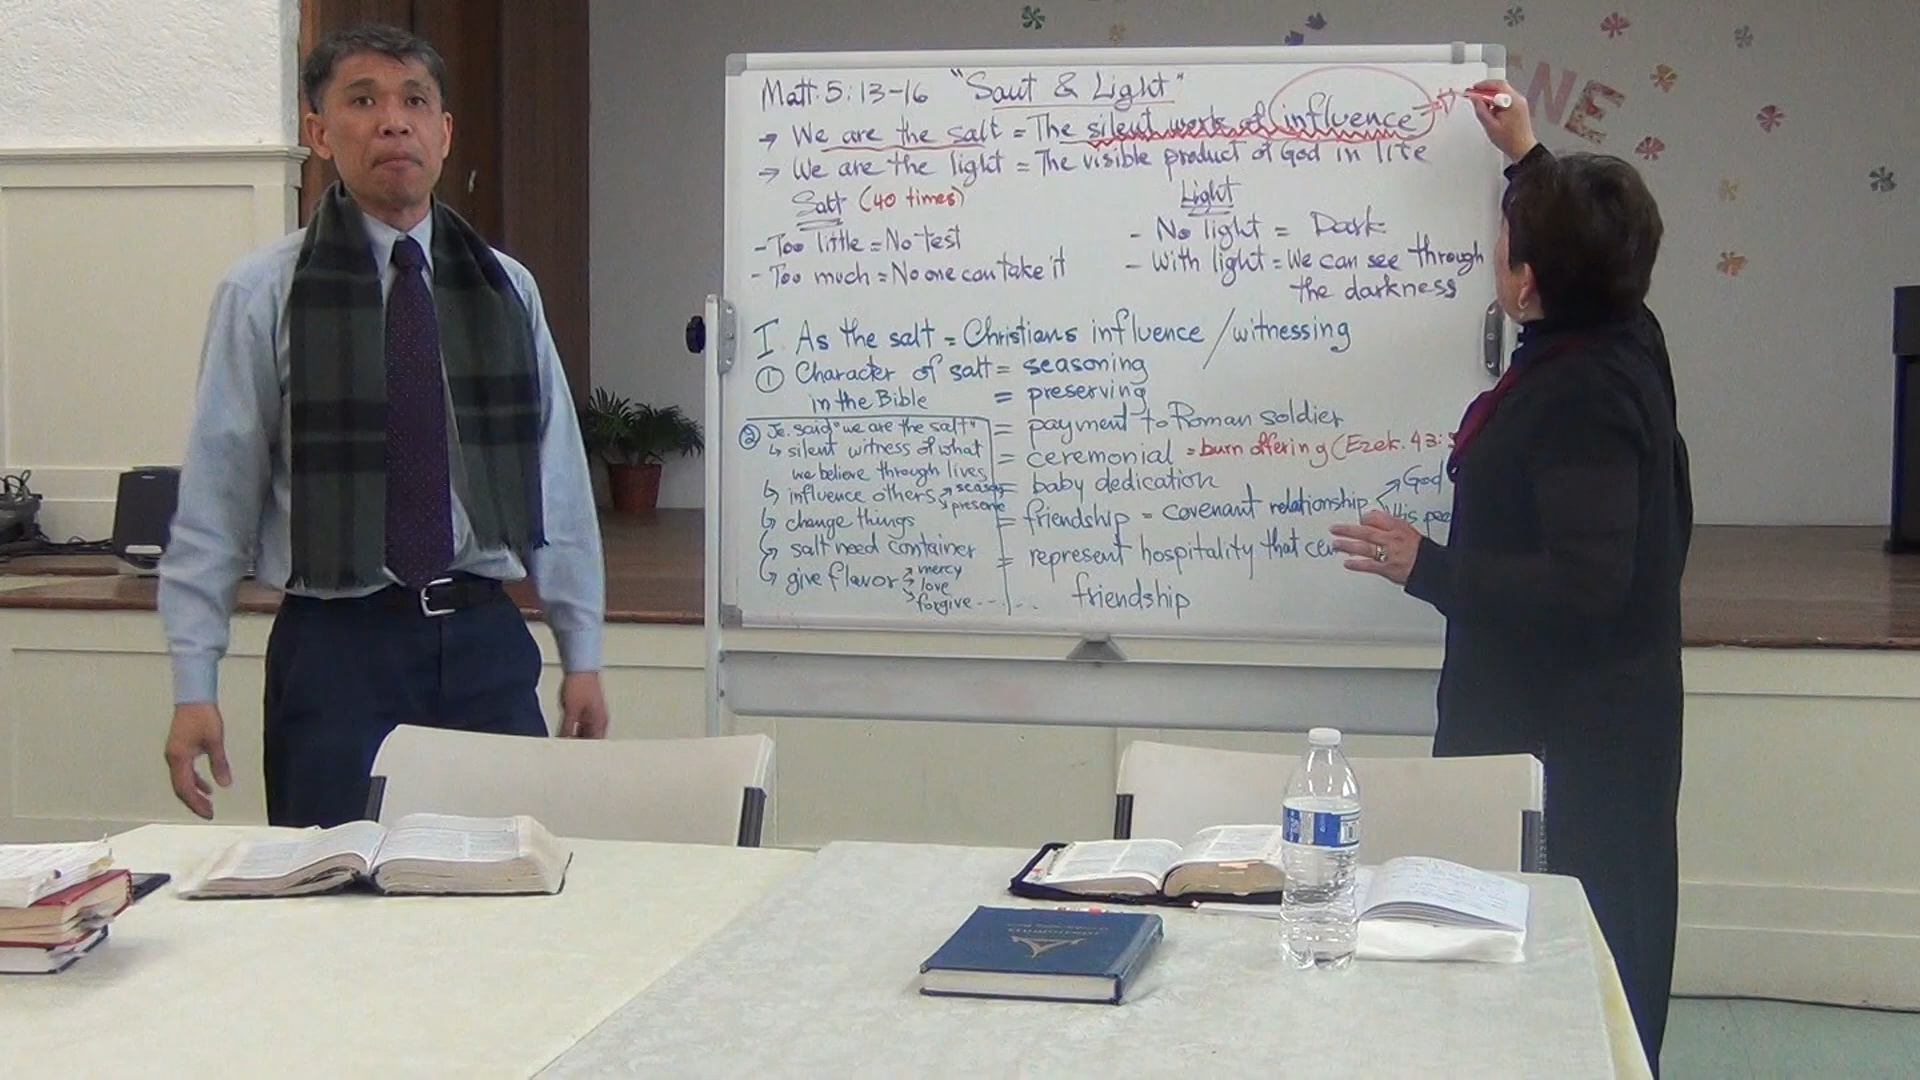 Matt. 5:13-16 "Saut & Light"
→ We are the salt = The silent work of influence
→ We are the light = The visible product of God in life
Salt (40 times)
- Too little = No test
- Too much = No one can take it
Light
- No light = Dark
- With light = We can see through
the darkness
I. As the salt = Christians influence / witnessing
① Character of salt = seasoning
in the Bible = preserving
= payment to Roman soldier
= ceremonial = burn offering (Ezek. 43:
= baby dedication
= friendship = covenant relationship God
His peo
= represent hospitality that ce
friendship
② Je. said "we are the salt"
silent witness of what
we believe through lives
influence others season
preserve
change things
salt need container
give flavor mercy
love
forgive
NE